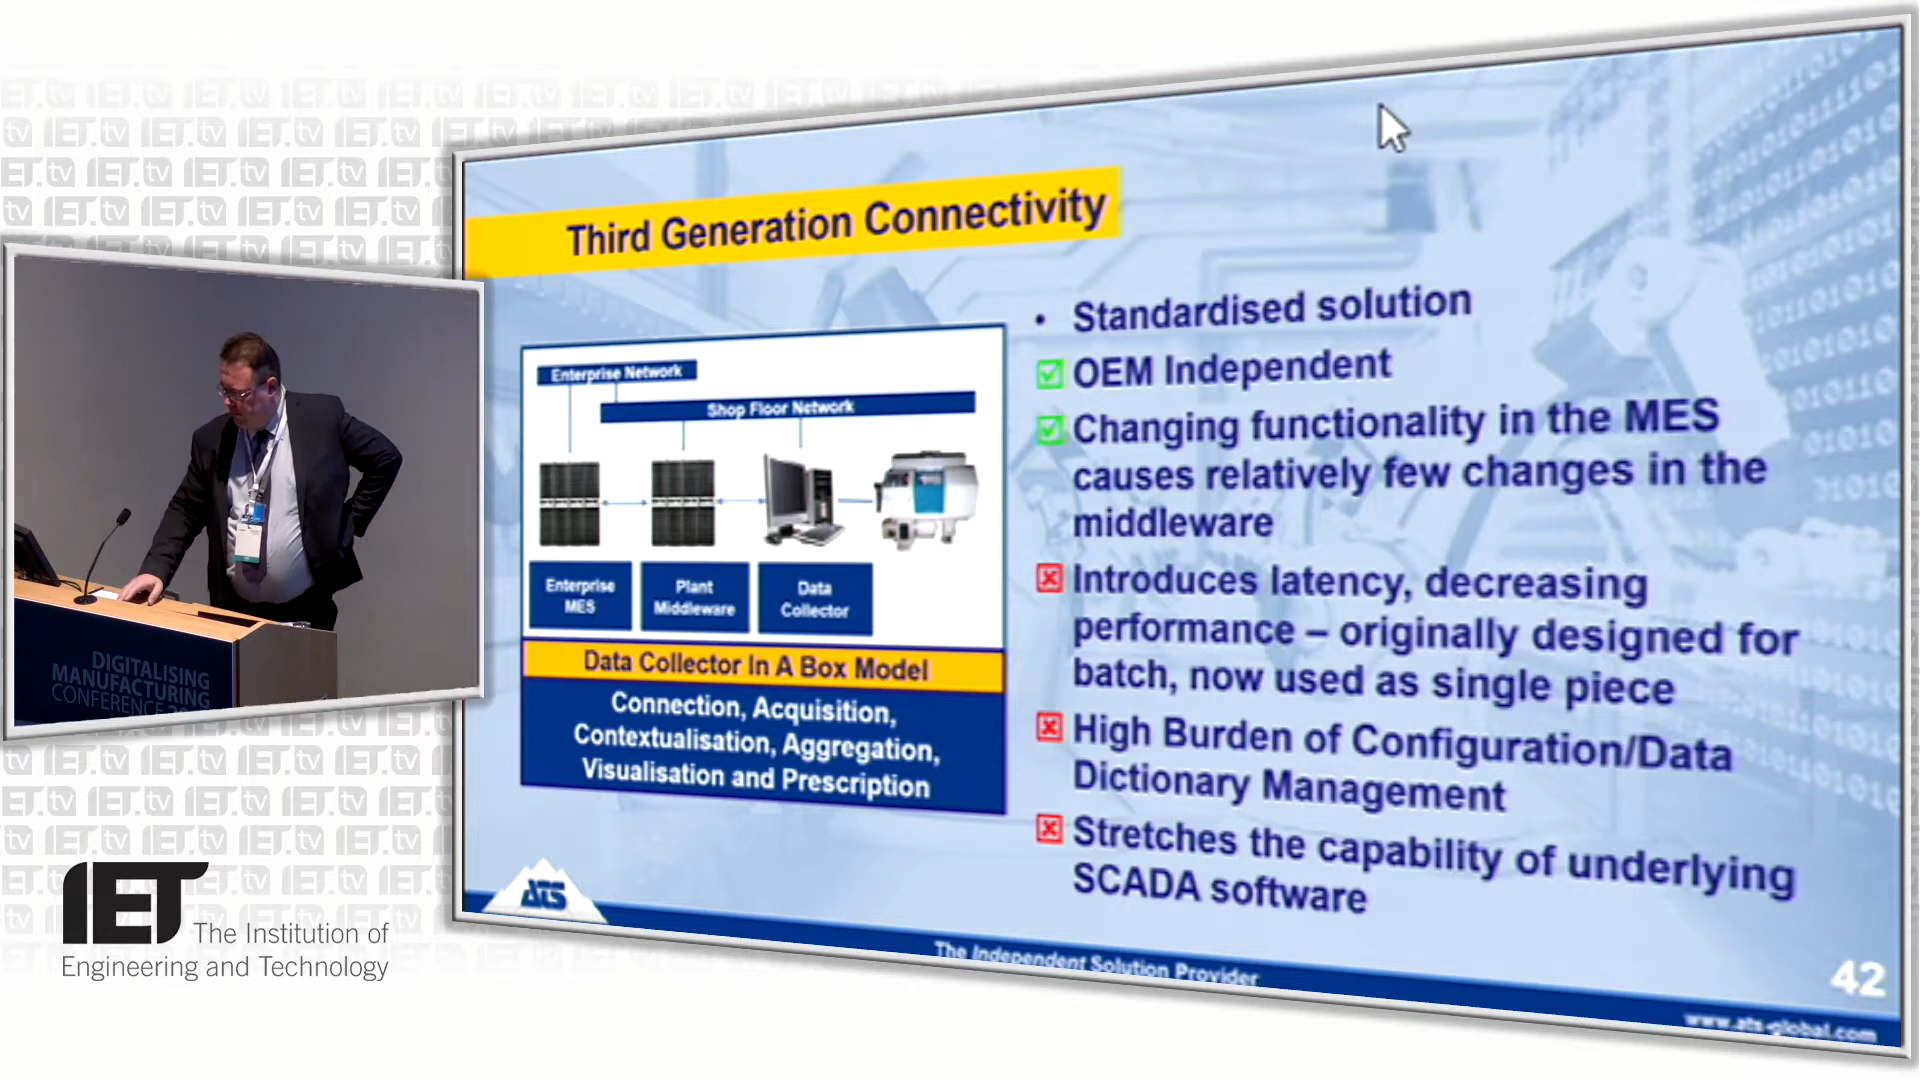 Third Generation Connectivity
Enterprise Network
Shop Floor Network
Enterprise
MES
Plant
Middleware
Data
Collector
Data Collector In A Box Model
Connection, Acquisition,
Contextualisation, Aggregation,
Visualisation and Prescription
• Standardised solution
OEM Independent
Changing functionality in the MES
causes relatively few changes in the
middleware
Introduces latency, decreasing
performance – originally designed for
batch, now used as single piece
High Burden of Configuration/Data
Dictionary Management
Stretches the capability of underlying
SCADA software
ATS
The Independent Solution Provider
42
www.ats-global.com
DIGITALISING
MANUFACTURING
CONFERENCE
IET.tv
IET
The Institution of
Engineering and Technology